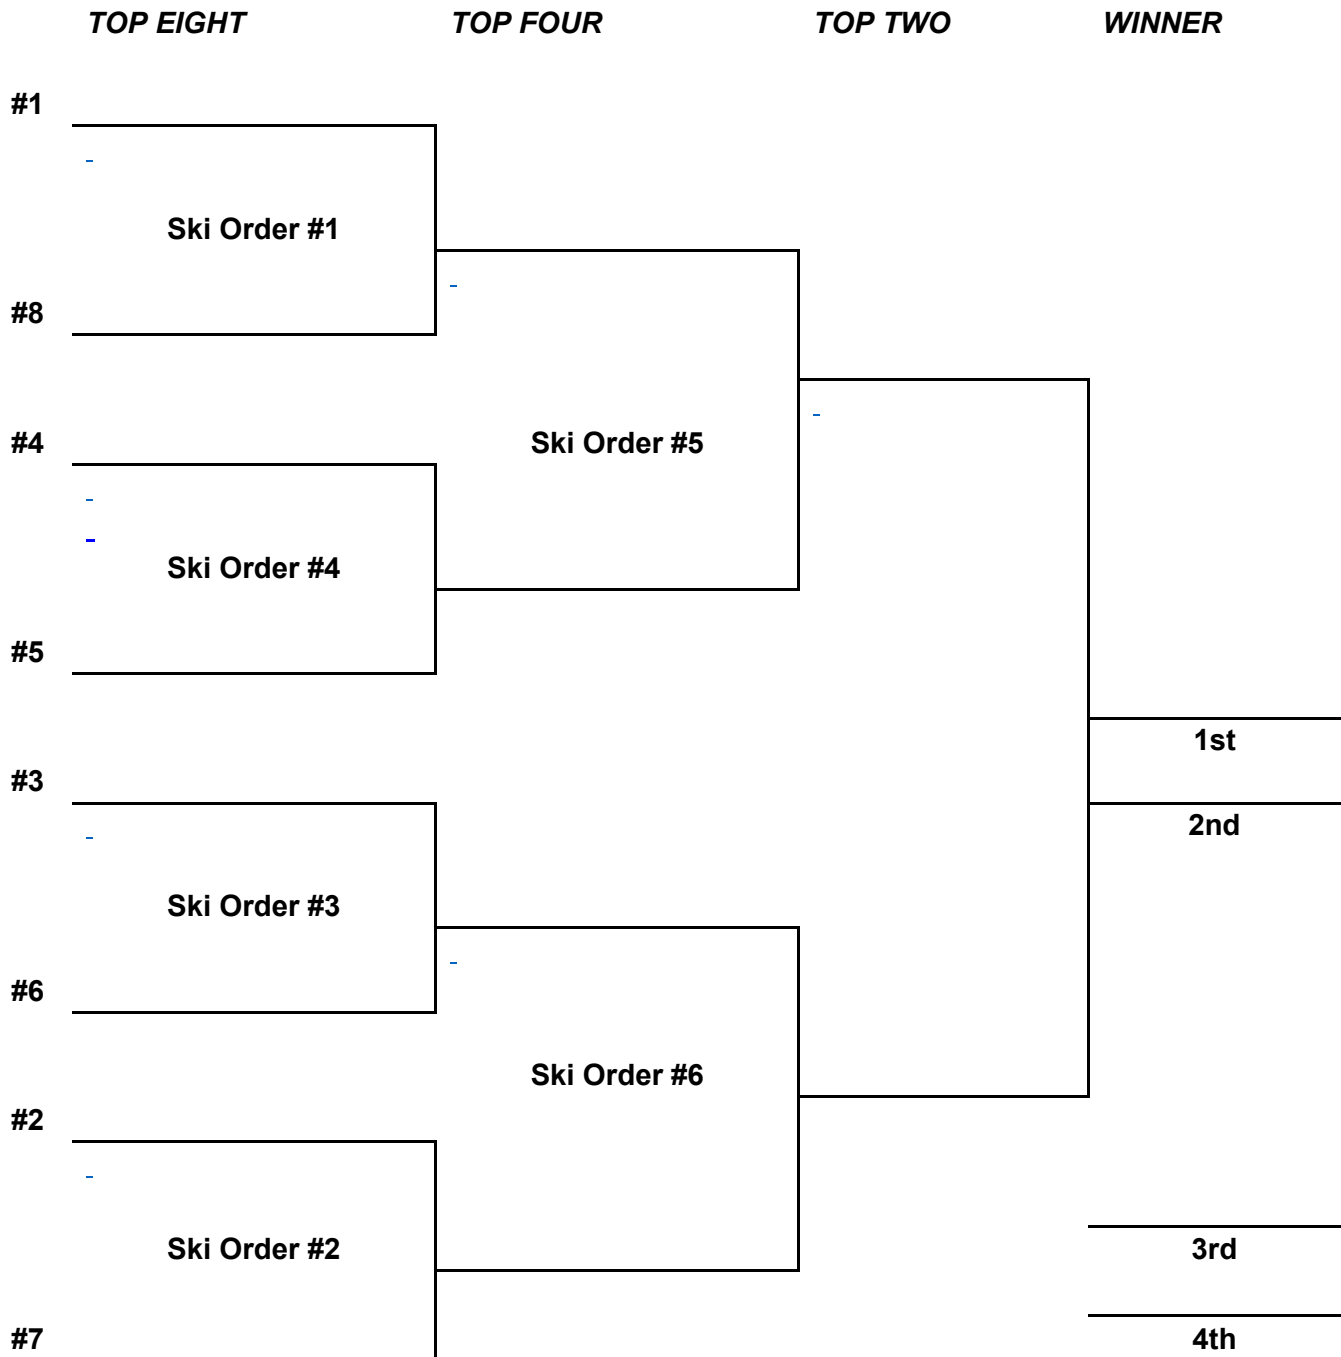 TOP EIGHT TOP FOUR TOP TWO WINNER
#1
Ski Order #1
#8
#4
Ski Order #5
Ski Order #4
#5
1st
#3
2nd
Ski Order #3
#6
Ski Order #6
#2
Ski Order #2
3rd
#7
4th